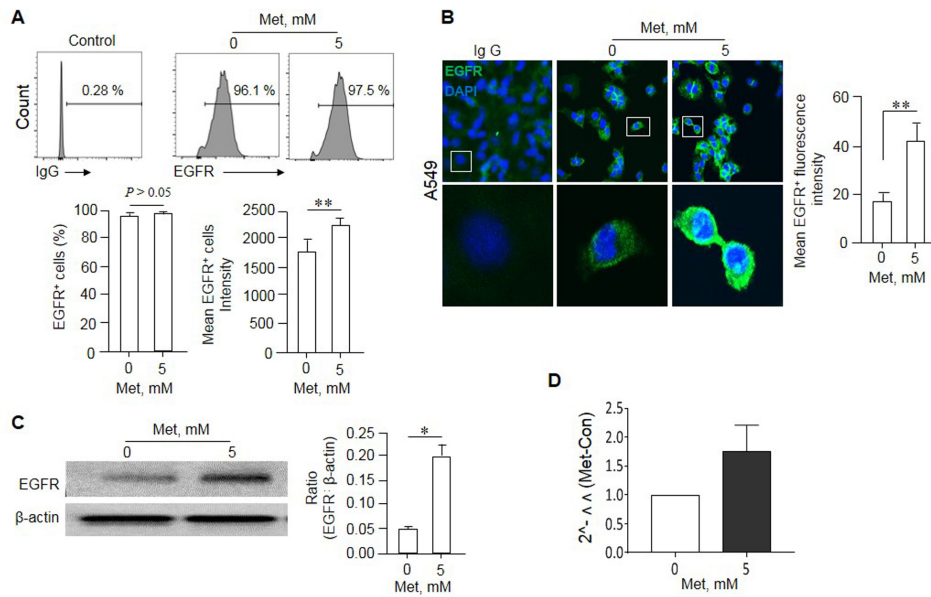 A
Control
Met, mM
0
5
Count
0.28 %
96.1 %
97.5 %
IgG
EGFR
P > 0.05
EGFR⁺ cells (%)
100
80
60
40
20
0
0
5
Met, mM
**
Mean EGFR⁺ cells
Intensity
2500
2000
1500
1000
500
0
0
5
Met, mM
B
Met, mM
Ig G
0
5
EGFR
DAPI
A549
**
Mean EGFR⁺ fluorescence
intensity
60
40
20
0
0
5
Met, mM
C
Met, mM
0
5
EGFR
β-actin
*
Ratio
(EGFR: β-actin)
0.25
0.20
0.15
0.10
0.05
0.00
0
5
Met, mM
D
2^- ∧ ∧ (Met-Con)
2.5
2.0
1.5
1.0
0.5
0.0
0
5
Met, mM